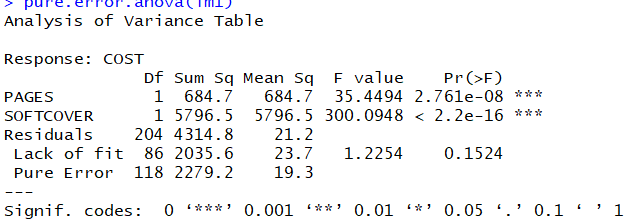 > pure.error.anova(lm1)
Analysis of Variance Table

Response: COST
           Df Sum Sq Mean Sq  F value    Pr(>F)
PAGES       1  684.7   684.7  35.4494 2.761e-08 ***
SOFTCOVER   1 5796.5  5796.5 300.0948 < 2.2e-16 ***
Residuals 204 4314.8    21.2
 Lack of fit  86 2035.6    23.7   1.2254    0.1524
 Pure Error 118 2279.2    19.3
---
Signif. codes:  0 ‘***’ 0.001 ‘**’ 0.01 ‘*’ 0.05 ‘.’ 0.1 ‘ ’ 1